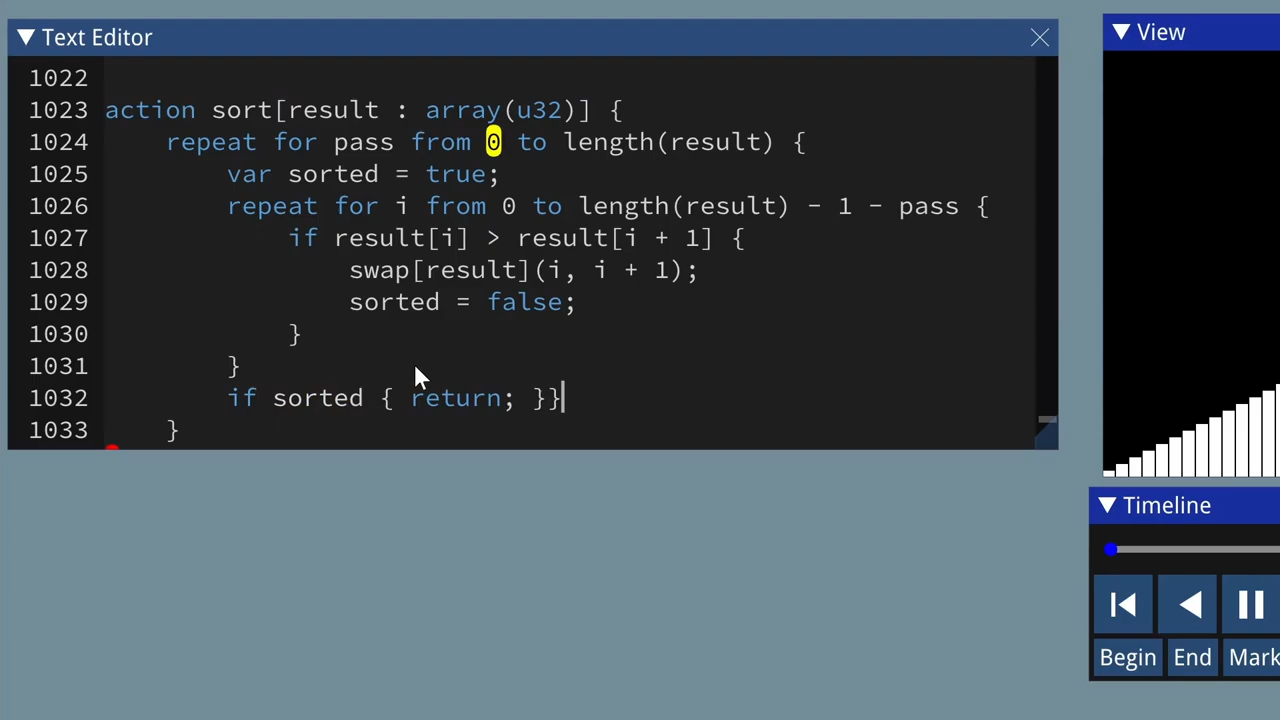 Text Editor
1022
1023 action sort[result : array(u32)] {
1024     repeat for pass from 0 to length(result) {
1025         var sorted = true;
1026         repeat for i from 0 to length(result) - 1 - pass {
1027             if result[i] > result[i + 1] {
1028                 swap[result](i, i + 1);
1029                 sorted = false;
1030             }
1031         }
1032         if sorted { return; }}
1033     }
View
Timeline
Begin End Mark